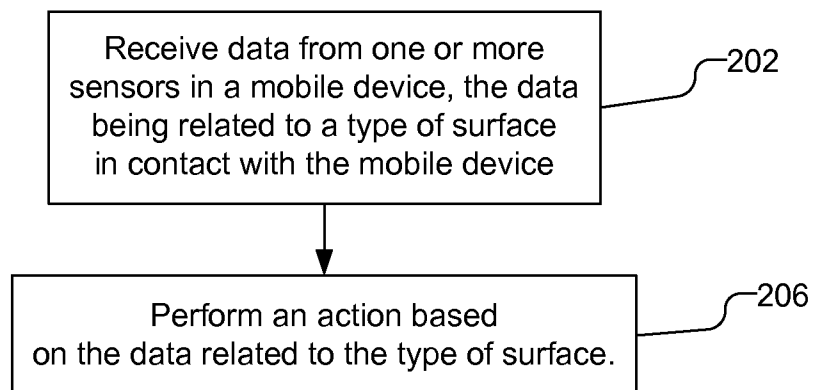 Receive data from one or more
sensors in a mobile device, the data
being related to a type of surface
in contact with the mobile device
202
Perform an action based
on the data related to the type of surface.
206